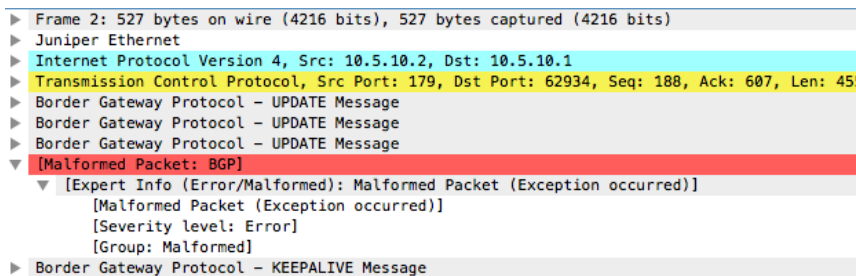 Frame 2: 527 bytes on wire (4216 bits), 527 bytes captured (4216 bits)
Juniper Ethernet
Internet Protocol Version 4, Src: 10.5.10.2, Dst: 10.5.10.1
Transmission Control Protocol, Src Port: 179, Dst Port: 62934, Seq: 188, Ack: 607, Len: 455
Border Gateway Protocol – UPDATE Message
Border Gateway Protocol – UPDATE Message
Border Gateway Protocol – UPDATE Message
[Malformed Packet: BGP]
[Expert Info (Error/Malformed): Malformed Packet (Exception occurred)]
[Malformed Packet (Exception occurred)]
[Severity level: Error]
[Group: Malformed]
Border Gateway Protocol – KEEPALIVE Message